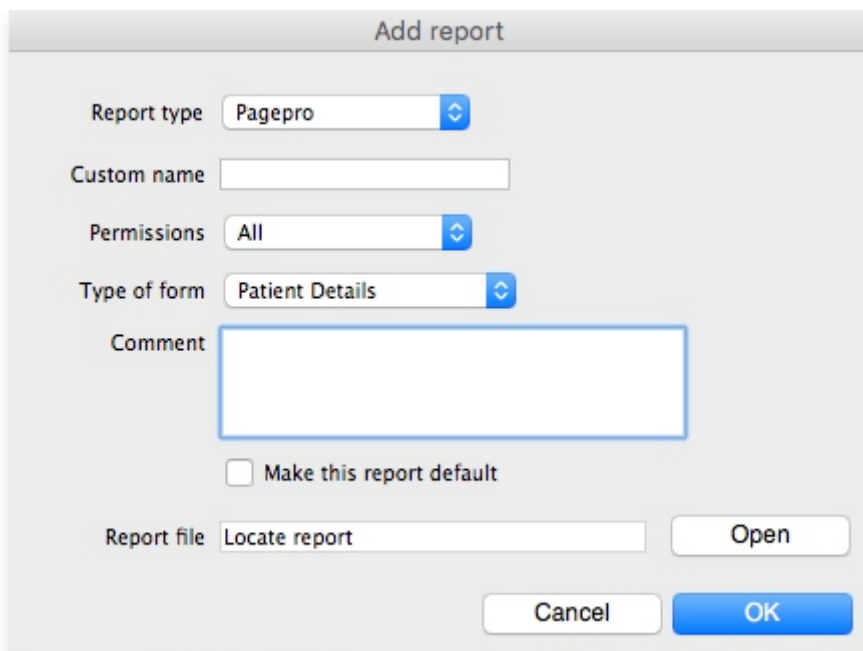 Add report
Report type Pagepro
Custom name
Permissions All
Type of form Patient Details
Comment
Make this report default
Report file Locate report Open
Cancel OK